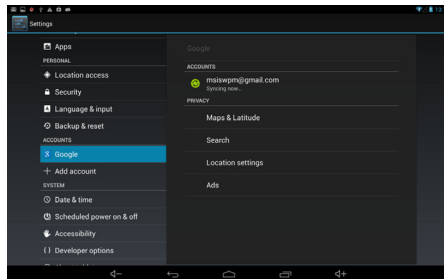 Settings
Apps
PERSONAL
Location access
Security
Language & input
Backup & reset
ACCOUNTS
Google
Add account
SYSTEM
Date & time
Scheduled power on & off
Accessibility
Developer options
Google
ACCOUNTS
msiswpm@gmail.com
Syncing now...
PRIVACY
Maps & Latitude
Search
Location settings
Ads